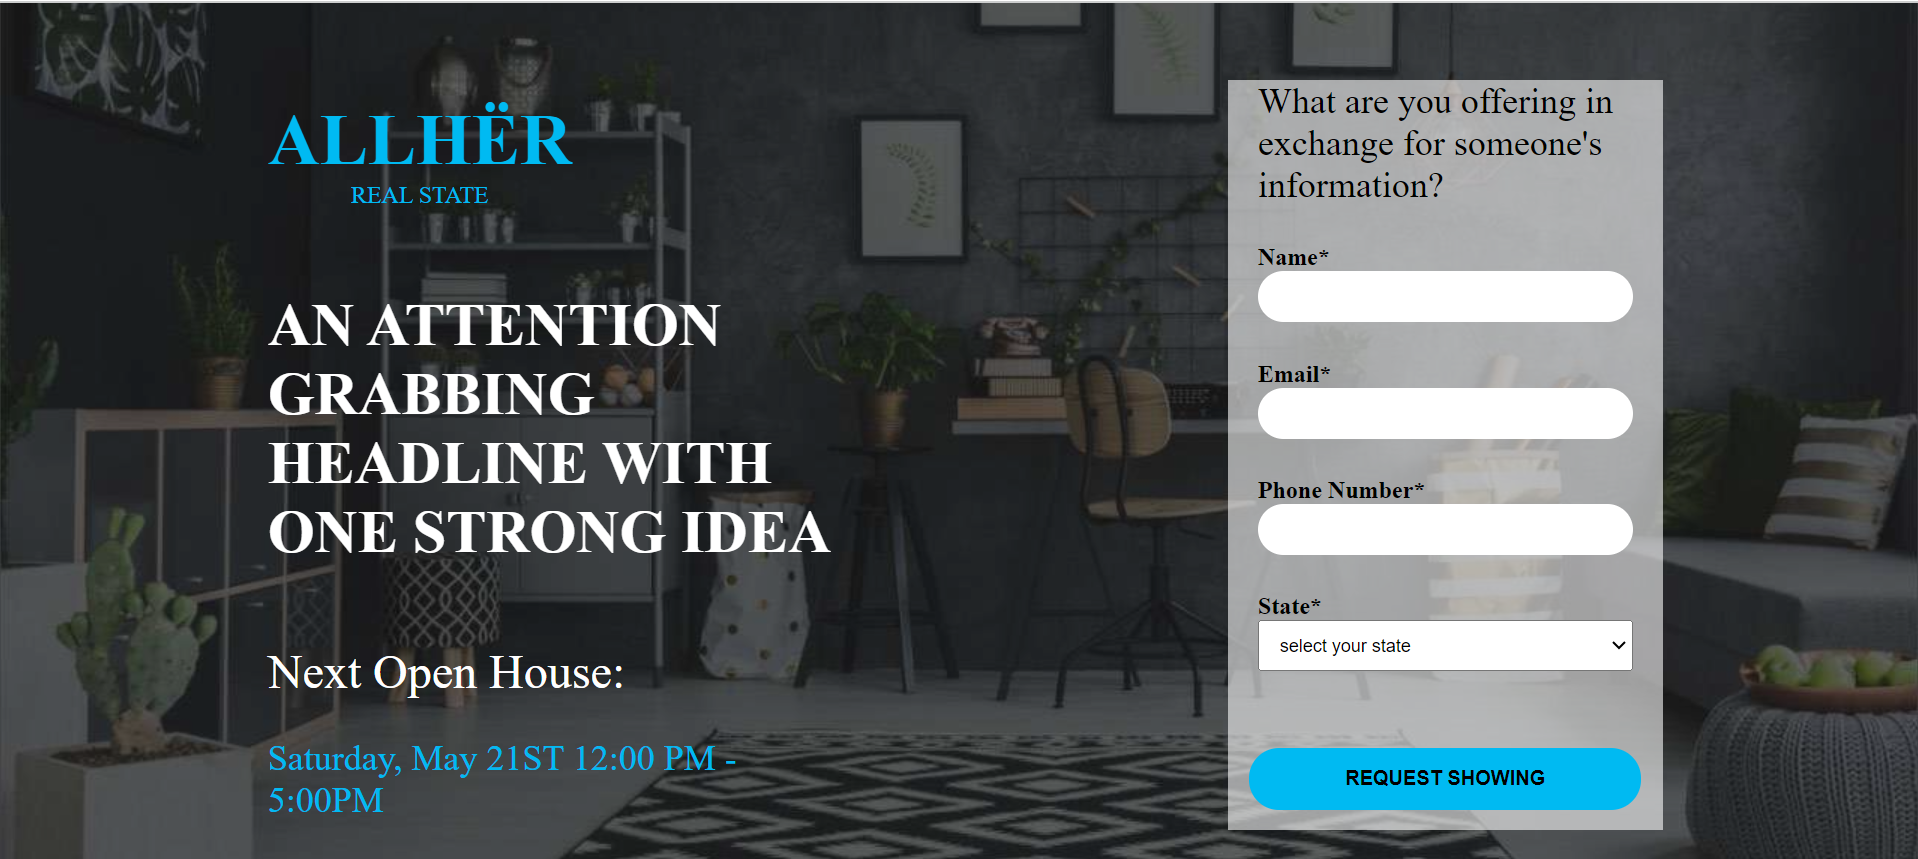 ALLHËR
REAL STATE
AN ATTENTION
GRABBING
HEADLINE WITH
ONE STRONG IDEA
Next Open House:
Saturday, May 21ST 12:00 PM -
5:00PM
What are you offering in
exchange for someone's
information?
Name*
Email*
Phone Number*
State*
select your state
REQUEST SHOWING